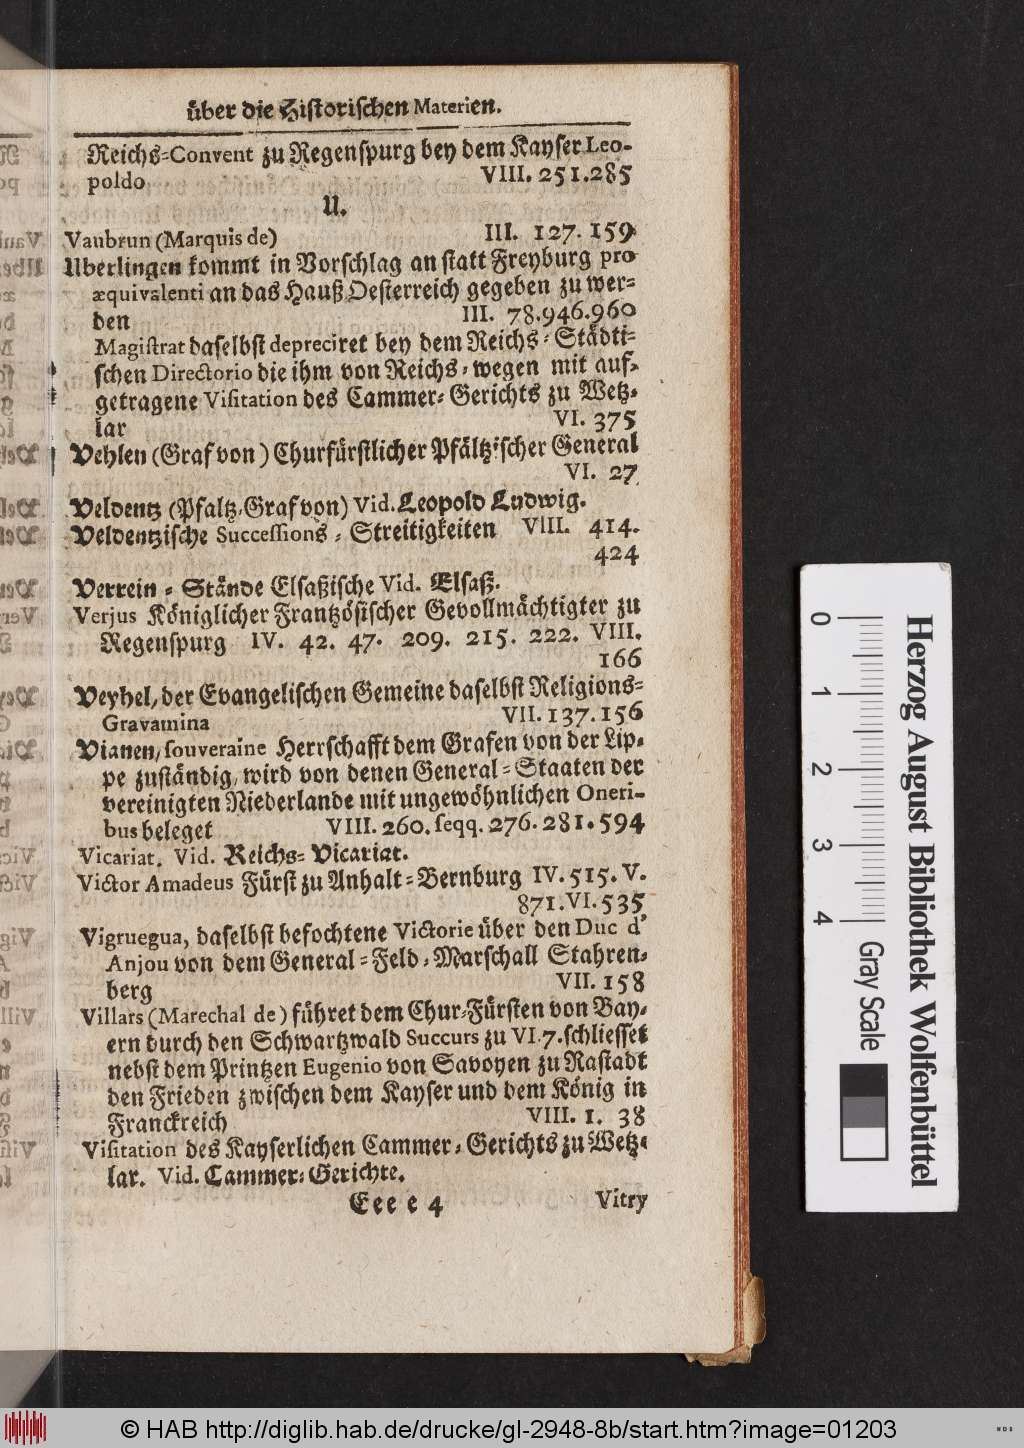 über die Historischen Materien.
Reichs-Convent zu Regenspurg bey dem Kayser Leo-
poldo VIII. 251.285
U.
Vaubrun (Marquis de) III. 127. 159
Uberlingen kommt in Vorschlag an statt Freyburg pro
æquivalenti an das Hauß Oesterreich gegeben zu wer-
den III. 78.946.960
Magistrat daselbst depreciret bey dem Reichs-Städti-
schen Directorio die ihm von Reichs-wegen mit auf-
getragene Visitation des Cammer-Gerichts zu Wetz-
lar VI. 375
Vehlen (Graf von) Churfürstlicher Pfältzischer General
VI. 27
Veldentz (Pfaltz-Graf von) Vid. Leopold Ludwig.
Veldentzische Successions-Streitigkeiten VIII. 414.
424
Verrein-Stände Elsaßische Vid. Elsaß.
Verjus Königlicher Frantzösischer Gevollmächtigter zu
Regenspurg IV. 42. 47. 209. 215. 222. VIII.
166
Veyhel, der Evangelischen Gemeine daselbst Religions-
Gravamina VII. 137.156
Vianen, souveraine Herrschafft dem Grafen von der Lip-
pe zuständig, wird von denen General-Staaten der
vereinigten Niederlande mit ungewöhnlichen Oneri-
bus beleget VIII. 260. seqq. 276. 281. 594
Vicariat. Vid. Reichs-Vicariat.
Victor Amadeus Fürst zu Anhalt-Bernburg IV. 515. V.
871. VI. 535
Vigruegua, daselbst befochtene Victorie über den Duc d'
Anjou von dem General-Feld-Marschall Stahren-
berg VII. 158
Villars (Marechal de) führet dem Chur-Fürsten von Bay-
ern durch den Schwartzwald Succurs zu VI. 7. schliesset
nebst dem Printzen Eugenio von Savoyen zu Rastadt
den Frieden zwischen dem Kayser und dem König in
Franckreich VIII. 1. 38
Visitation des Kayserlichen Cammer-Gerichts zu Wetz-
lar. Vid. Cammer-Gerichte.
Eee e 4 Vitry
Herzog August Bibliothek Wolfenbüttel
0 1 2 3 4 Gray Scale
© HAB http://diglib.hab.de/drucke/gl-2948-8b/start.htm?image=01203